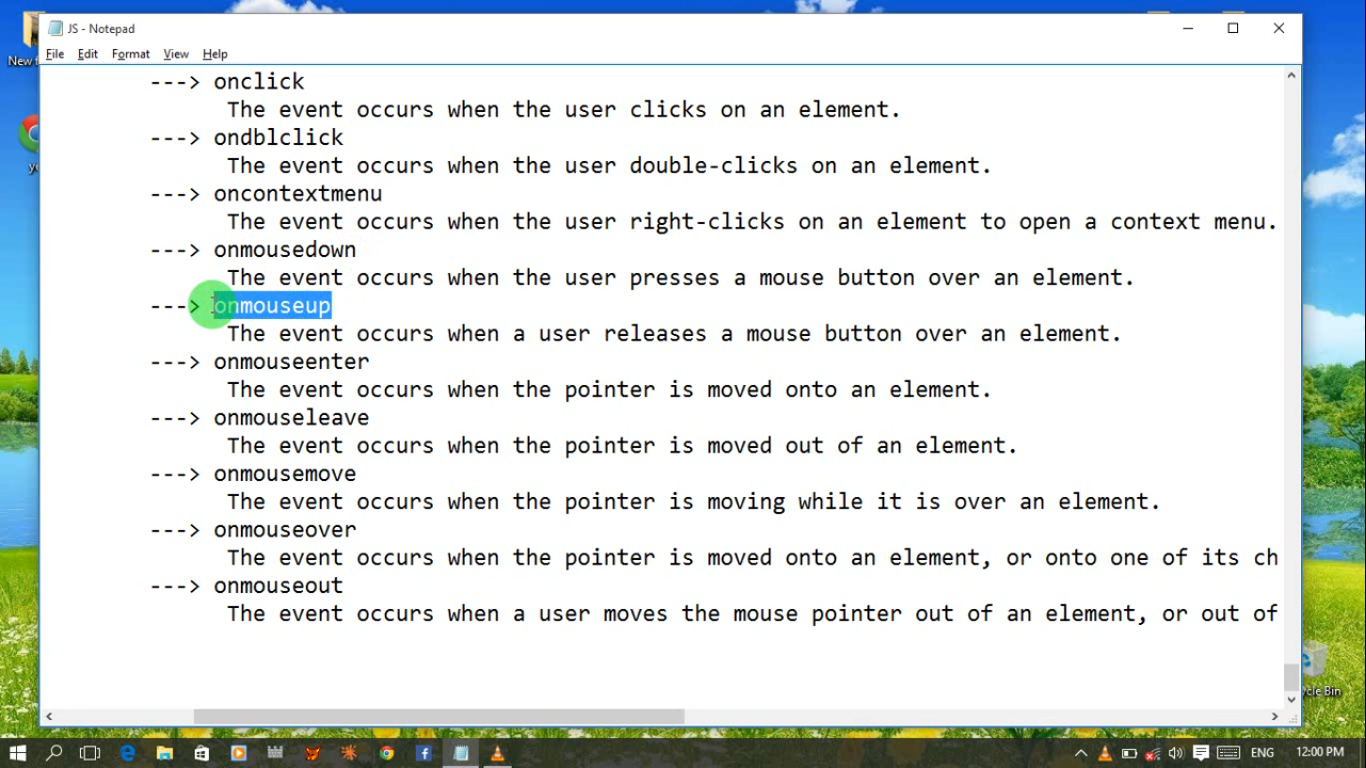 JS - Notepad
File Edit Format View Help
---> onclick
The event occurs when the user clicks on an element.
---> ondblclick
The event occurs when the user double-clicks on an element.
---> oncontextmenu
The event occurs when the user right-clicks on an element to open a context menu.
---> onmousedown
The event occurs when the user presses a mouse button over an element.
---> onmouseup
The event occurs when a user releases a mouse button over an element.
---> onmouseenter
The event occurs when the pointer is moved onto an element.
---> onmouseleave
The event occurs when the pointer is moved out of an element.
---> onmousemove
The event occurs when the pointer is moving while it is over an element.
---> onmouseover
The event occurs when the pointer is moved onto an element, or onto one of its ch
---> onmouseout
The event occurs when a user moves the mouse pointer out of an element, or out of
New
cle Bin
ENG 12:00 PM